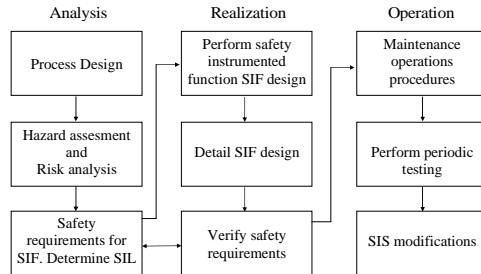 Analysis
Process Design
Hazard assesment
and
Risk analysis
Safety
requirements for
SIF. Determine SIL
Realization
Perform safety
instrumented
function SIF design
Detail SIF design
Verify safety
requirements
Operation
Maintenance
operations
procedures
Perform periodic
testing
SIS modifications